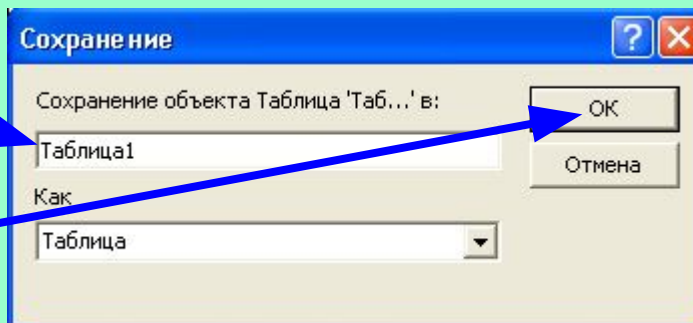 Сохранение
Сохранение объекта Таблица 'Таб...' в:
Таблица1
Как
Таблица
ОК
Отмена